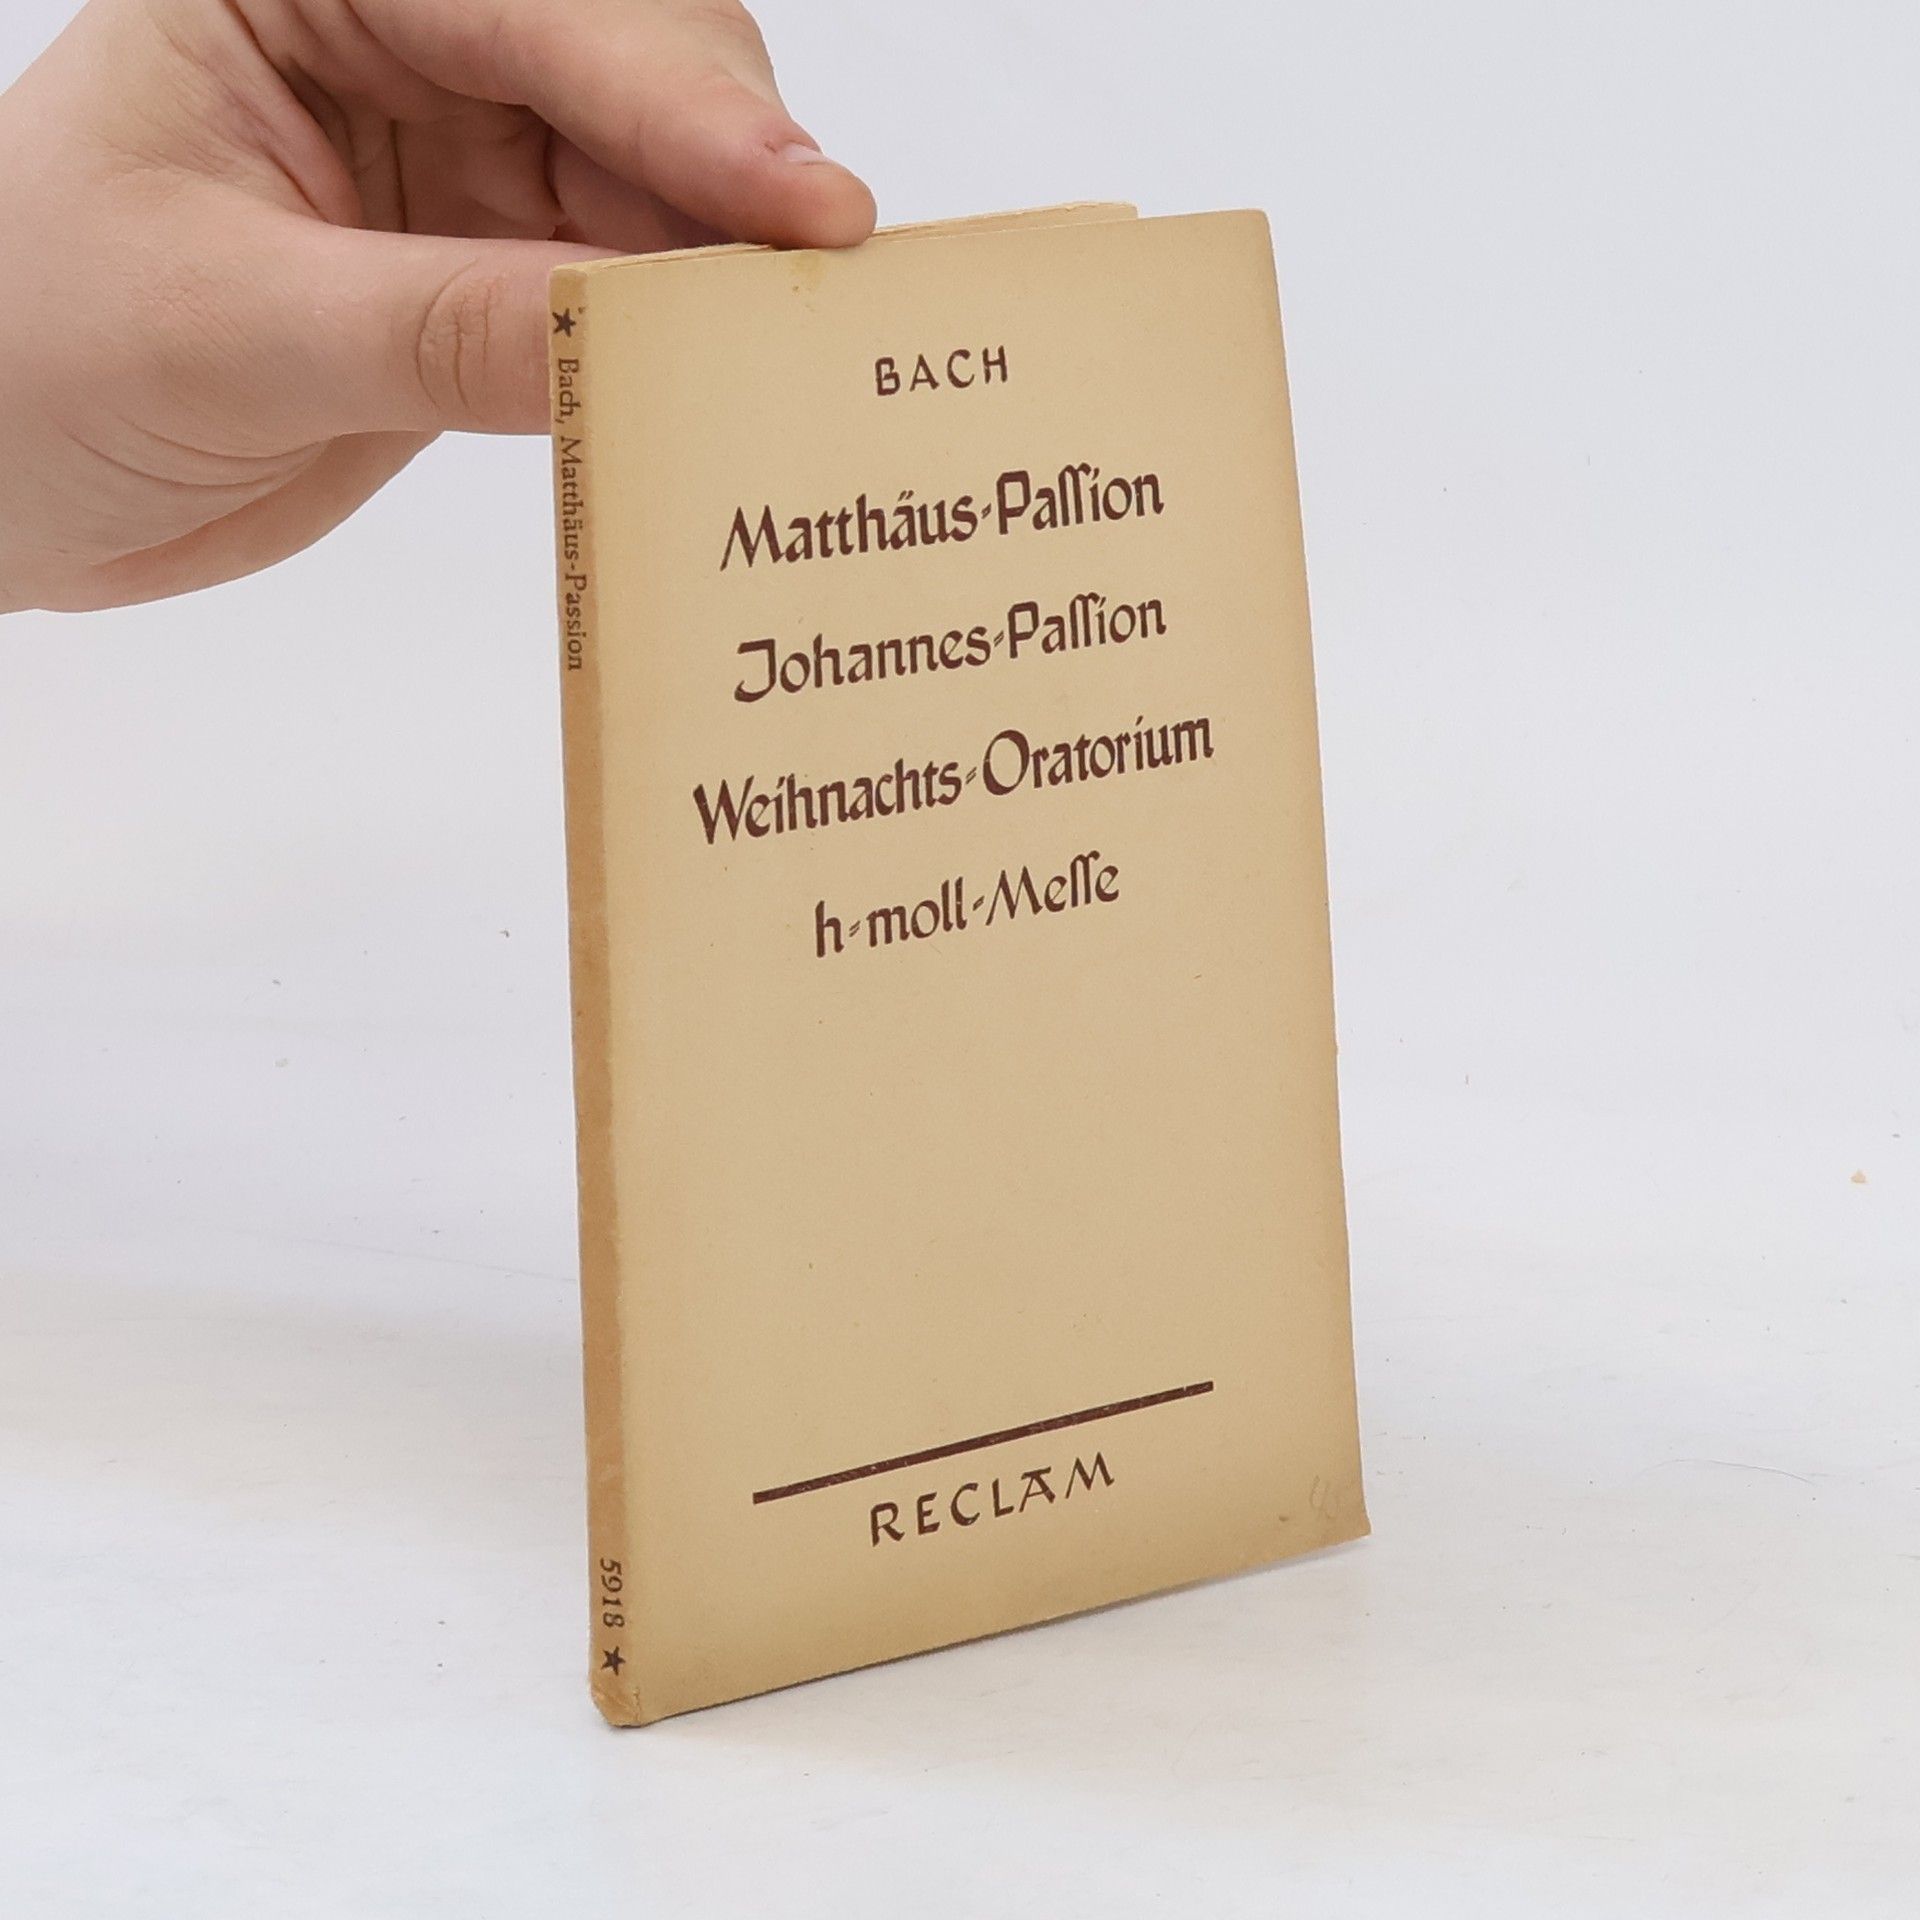 BACH
Matthäus-Paſſion
Johannes-Paſſion
Weihnachts-Oratorium
h-moll-Meſſe
RECLAM
★ Bach, Matthäus-Passion
5918 ★